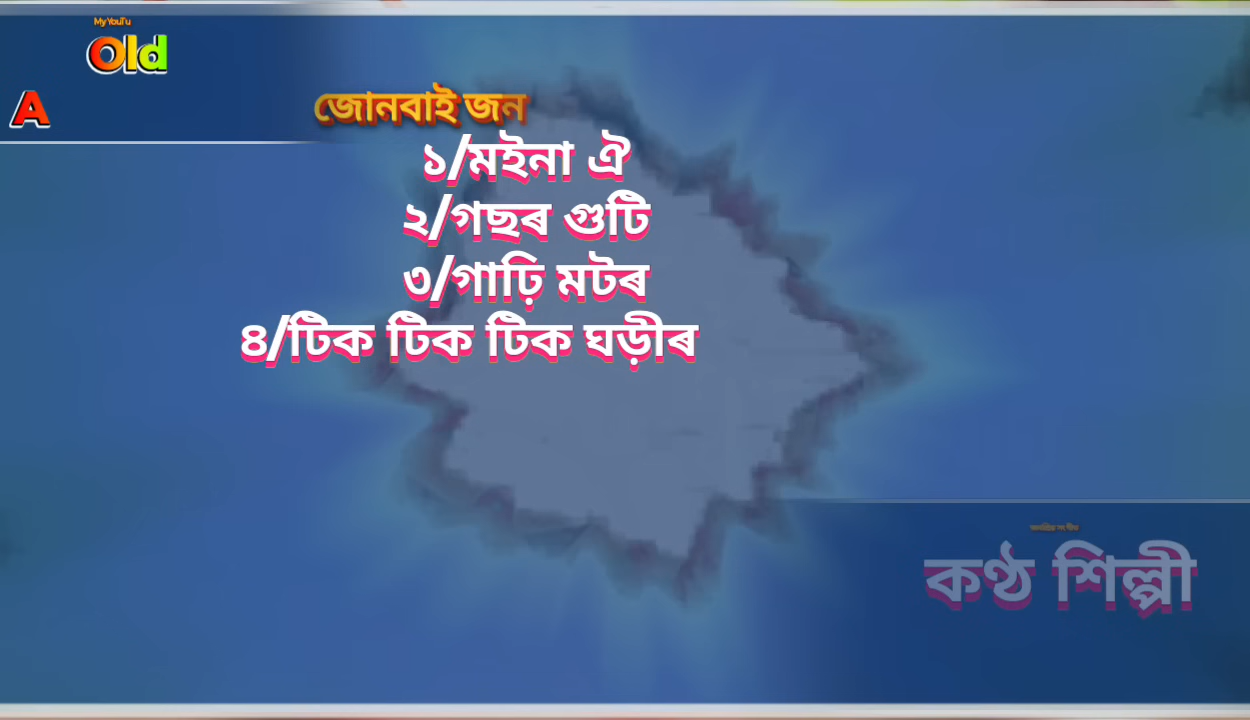 My YouTu
Old
A
জোনবাই জন
১/মইনা ঐ
২/গছৰ গুটি
৩/গাঢ়ি মটৰ
৪/টিক টিক টিক ঘড়ীৰ
কণ্ঠ শিল্পী